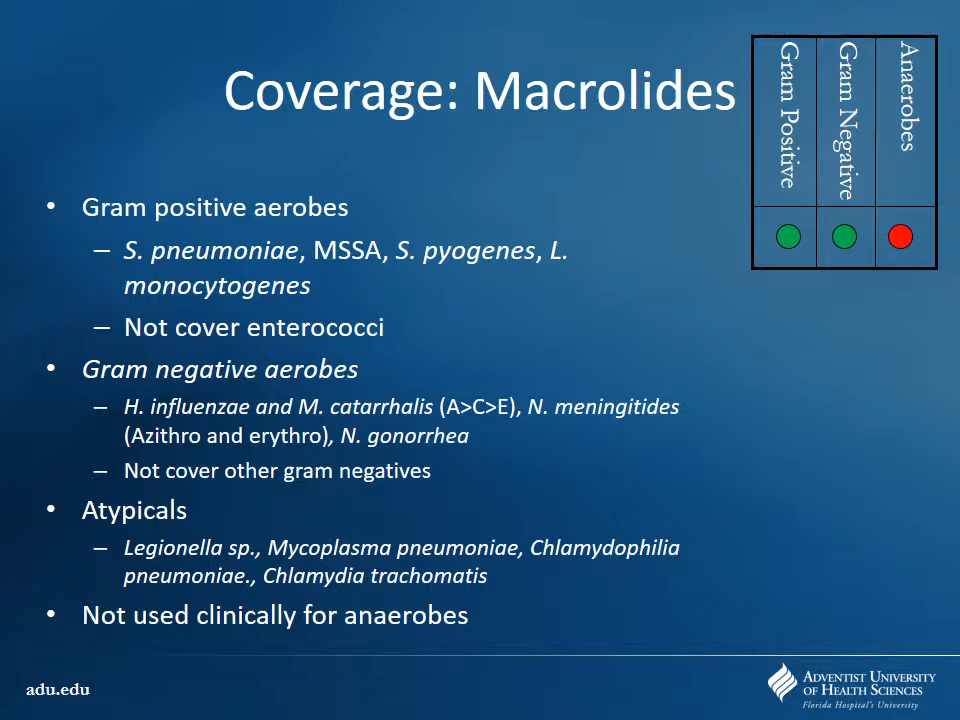 Coverage: Macrolides
Gram Positive
Gram Negative
Anaerobes
• Gram positive aerobes
– S. pneumoniae, MSSA, S. pyogenes, L.
monocytogenes
– Not cover enterococci
• Gram negative aerobes
– H. influenzae and M. catarrhalis (A>C>E), N. meningitides
(Azithro and erythro), N. gonorrhea
– Not cover other gram negatives
• Atypicals
– Legionella sp., Mycoplasma pneumoniae, Chlamydophilia
pneumoniae., Chlamydia trachomatis
• Not used clinically for anaerobes
adu.edu
ADVENTIST UNIVERSITY
OF HEALTH SCIENCES
Florida Hospital's University